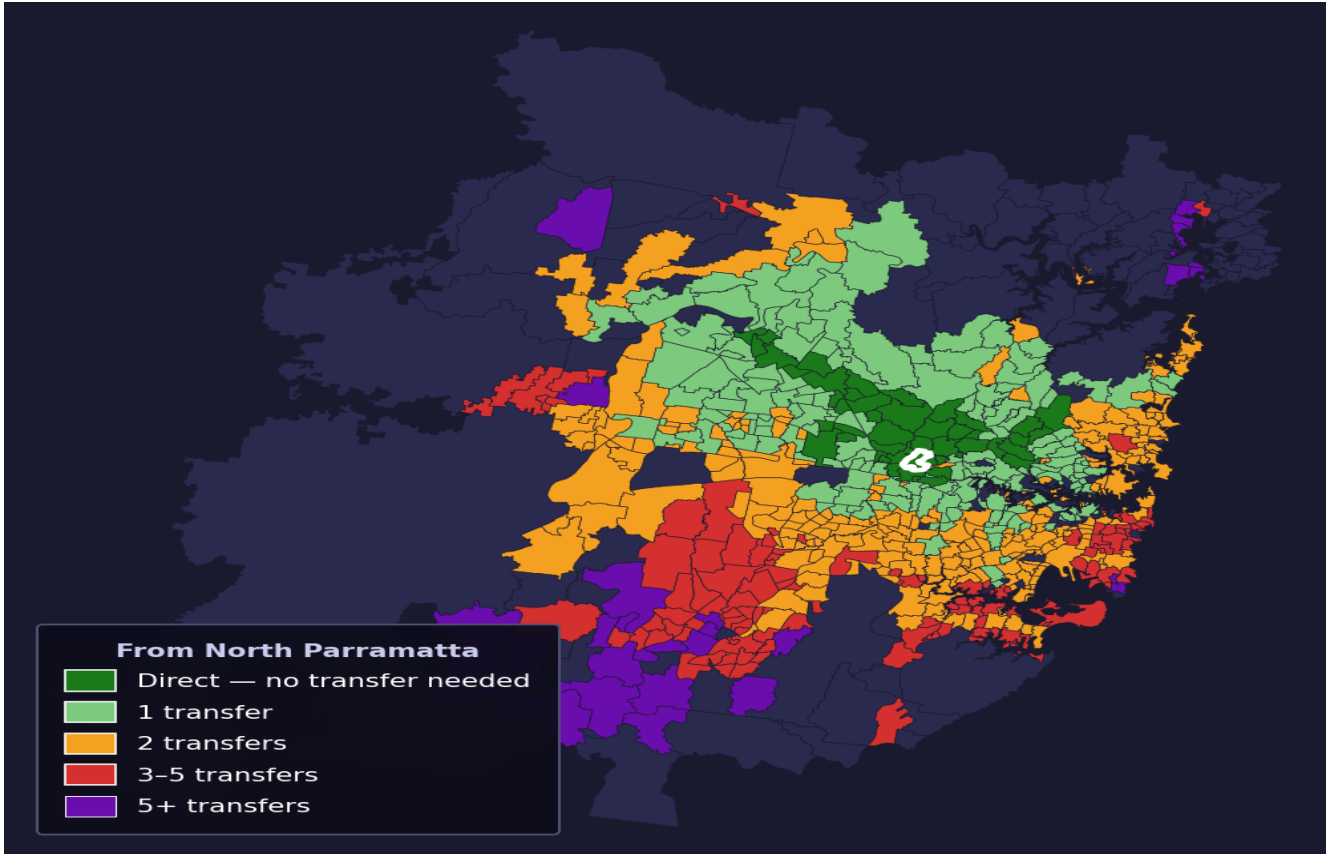 From North Parramatta
Direct — no transfer needed
1 transfer
2 transfers
3–5 transfers
5+ transfers